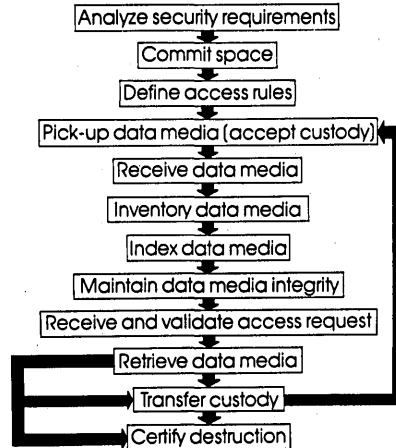 Analyze security requirements
Commit space
Define access rules
Pick-up data media (accept custody)
Receive data media
Inventory data media
Index data media
Maintain data media integrity
Receive and validate access request
Retrieve data media
Transfer custody
Certify destruction